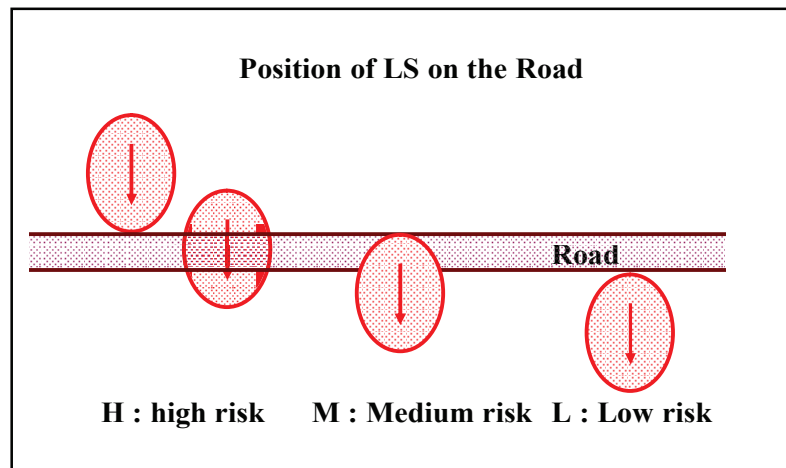 Position of LS on the Road
Road
H : high risk M : Medium risk L : Low risk